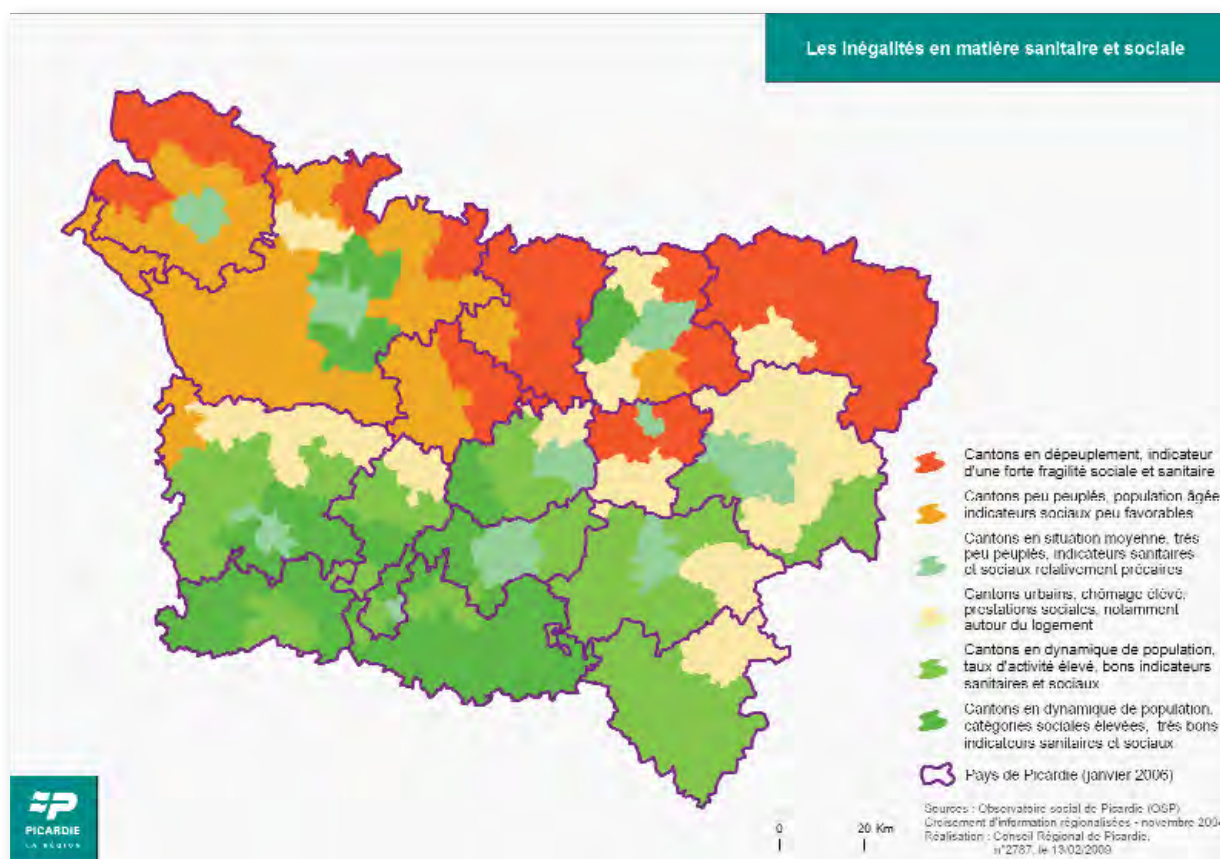 Les inégalités en matière sanitaire et sociale
Cantons en dépeuplement, indicateur
d'une forte fragilité sociale et sanitaire
Cantons peu peuplés, population âgée
indicateurs sociaux peu favorables
Cantons en situation moyenne, très
peu peuplés, indicateurs sanitaires
et sociaux relativement précaires
Cantons urbains, chômage élevé,
prestations sociales, notamment
autour du logement
Cantons en dynamique de population,
taux d'activité élevé, bons indicateurs
sanitaires et sociaux
Cantons en dynamique de population,
catégories sociales élevées, très bons
indicateurs sanitaires et sociaux
Pays de Picardie (janvier 2006)
Sources : Observatoire social de Picardie (OSP)
Croisement d'information régionalisées - novembre 200
Réalisation : Conseil Régional de Picardie,
n°2787, le 13/02/2009
0 20 Km
PICARDIE
LA RÉGION